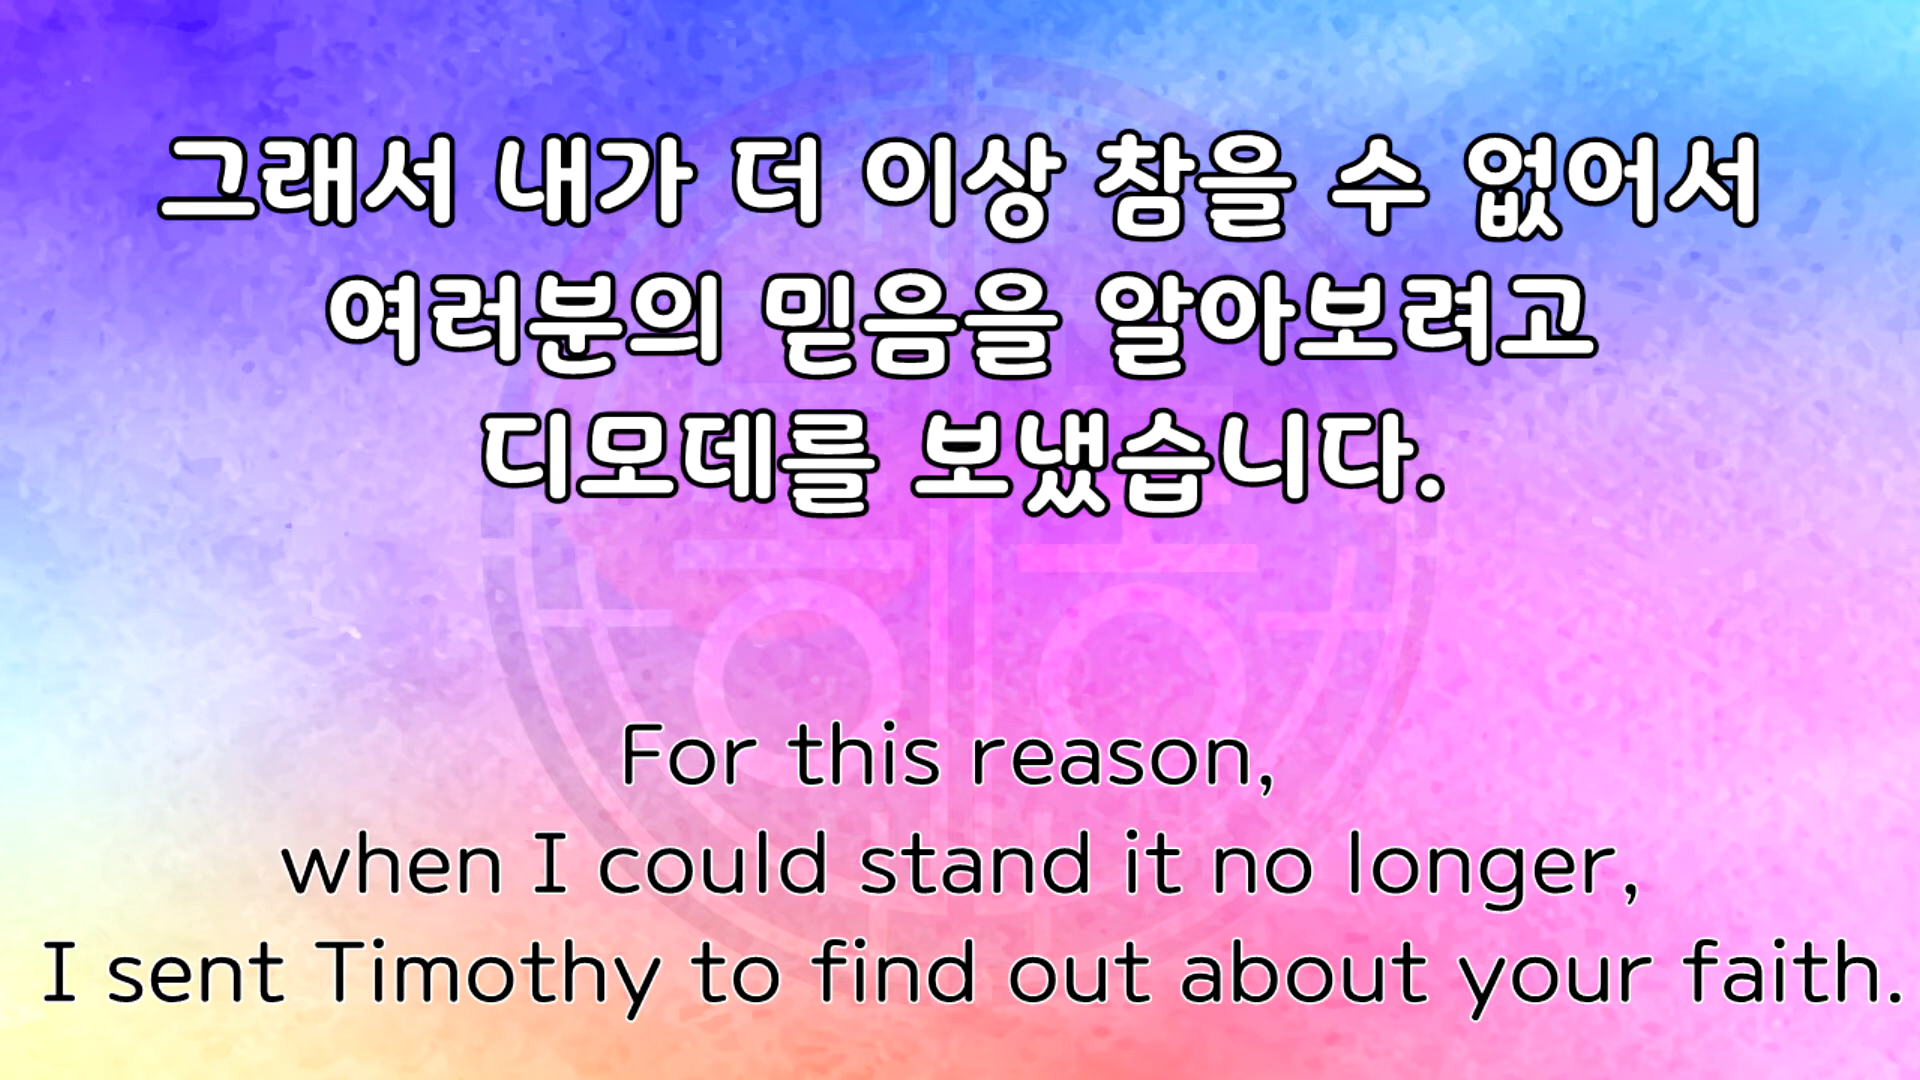 그래서 내가 더 이상 참을 수 없어서
여러분의 믿음을 알아보려고
디모데를 보냈습니다.
For this reason,
when I could stand it no longer,
I sent Timothy to find out about your faith.